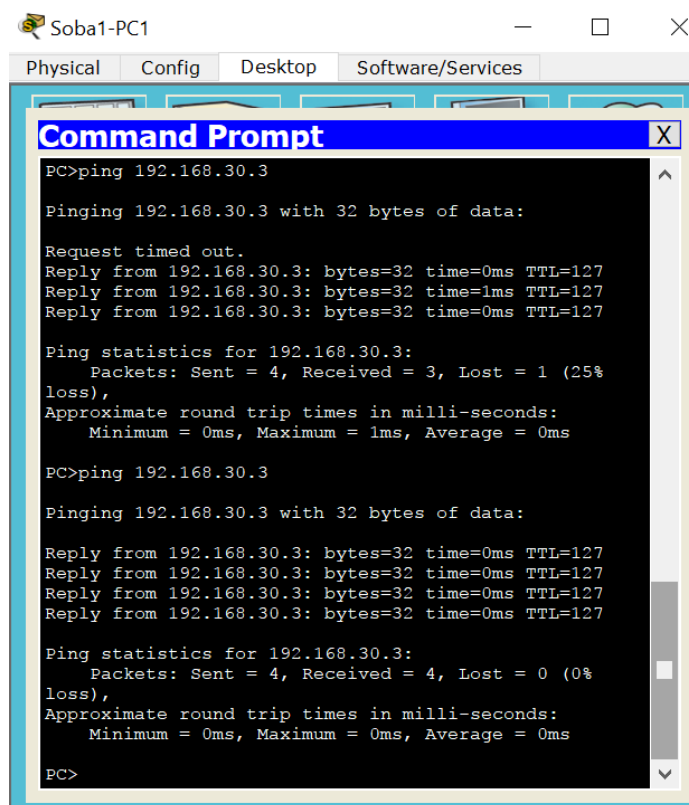 Soba1-PC1
Physical Config Desktop Software/Services
Command Prompt X
PC>ping 192.168.30.3
Pinging 192.168.30.3 with 32 bytes of data:
Request timed out.
Reply from 192.168.30.3: bytes=32 time=0ms TTL=127
Reply from 192.168.30.3: bytes=32 time=1ms TTL=127
Reply from 192.168.30.3: bytes=32 time=0ms TTL=127
Ping statistics for 192.168.30.3:
Packets: Sent = 4, Received = 3, Lost = 1 (25%
loss),
Approximate round trip times in milli-seconds:
Minimum = 0ms, Maximum = 1ms, Average = 0ms
PC>ping 192.168.30.3
Pinging 192.168.30.3 with 32 bytes of data:
Reply from 192.168.30.3: bytes=32 time=0ms TTL=127
Reply from 192.168.30.3: bytes=32 time=0ms TTL=127
Reply from 192.168.30.3: bytes=32 time=0ms TTL=127
Reply from 192.168.30.3: bytes=32 time=0ms TTL=127
Ping statistics for 192.168.30.3:
Packets: Sent = 4, Received = 4, Lost = 0 (0%
loss),
Approximate round trip times in milli-seconds:
Minimum = 0ms, Maximum = 0ms, Average = 0ms
PC>